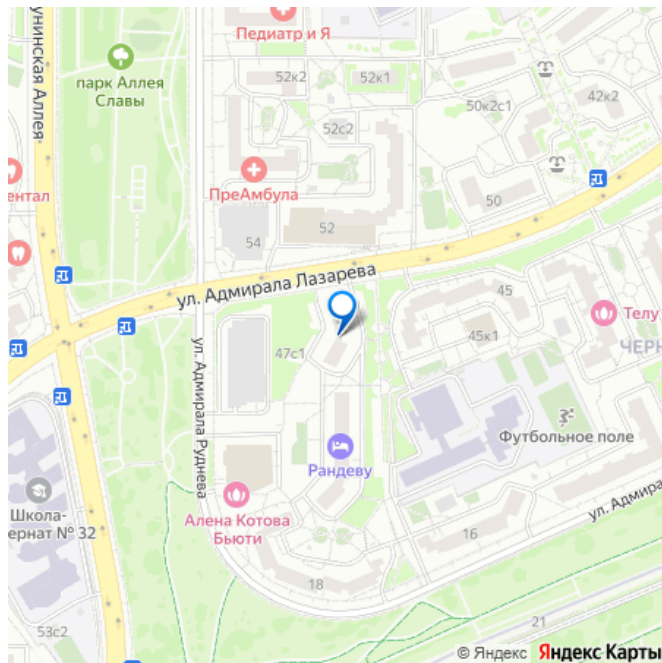 Педиатр и Я
унинская Аллея
парк Аллея
Славы
52к2
52к1
50к2с1
42к2
52с2
ентал
ПреАмбула
50
52
54
ул. Адмирала Лазарева
45
Телу
47с1
45к1
ЧЕРН
ул. Адмирала Руднева
Футбольное поле
Рандеву
Школа-
ернат № 32
Алена Котова
Бьюти
16
ул. Адмира
18
21
53с2
© Яндекс Яндекс Карты